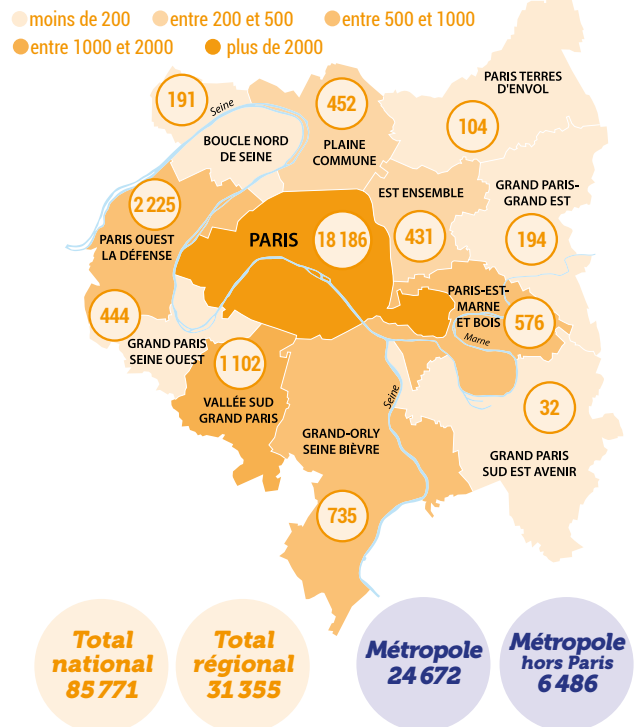 moins de 200 entre 200 et 500 entre 500 et 1000
entre 1000 et 2000 plus de 2000
191
Seine
BOUCLE NORD
DE SEINE
452
PLAINE
COMMUNE
PARIS TERRES
D'ENVOL
104
2 225
PARIS OUEST
LA DÉFENSE
PARIS
18 186
EST ENSEMBLE
431
GRAND PARIS-
GRAND EST
194
444
GRAND PARIS
SEINE OUEST
1 102
VALLÉE SUD
GRAND PARIS
PARIS-EST-
MARNE
ET BOIS
576
Marne
Seine
GRAND-ORLY
SEINE BIÈVRE
735
32
GRAND PARIS
SUD EST AVENIR
Total
national
85 771
Total
régional
31 355
Métropole
24 672
Métropole
hors Paris
6 486